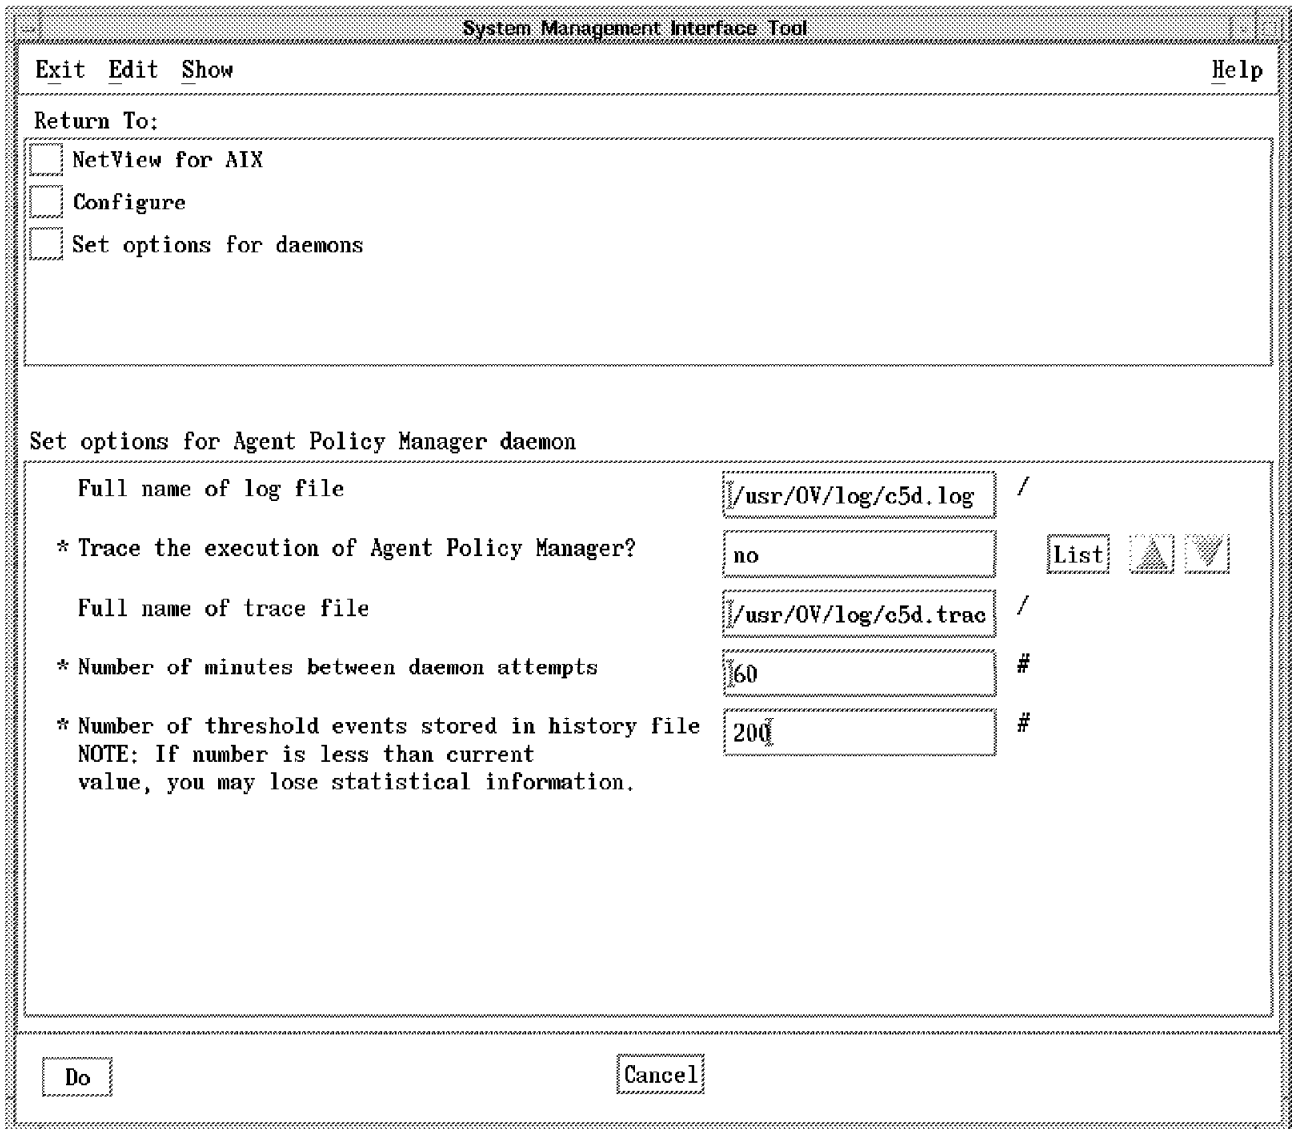 System Management Interface Tool
Exit Edit Show Help
Return To:
NetView for AIX
Configure
Set options for daemons
Set options for Agent Policy Manager daemon
Full name of log file /usr/OV/log/c5d.log /
* Trace the execution of Agent Policy Manager? no List
Full name of trace file /usr/OV/log/c5d.trac /
* Number of minutes between daemon attempts 60 #
* Number of threshold events stored in history file 200 #
NOTE: If number is less than current
value, you may lose statistical information.
Do Cancel